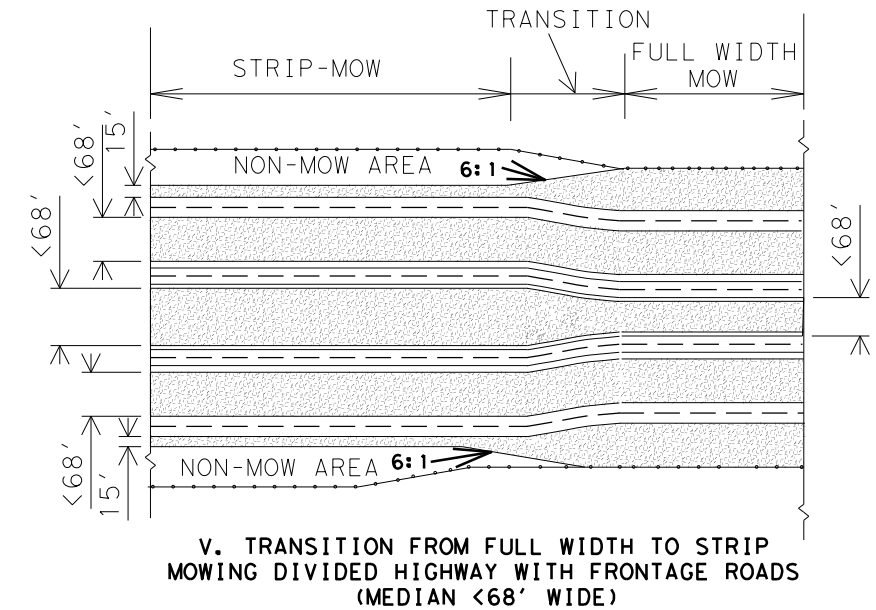 TRANSITION
STRIP-MOW
FULL WIDTH
MOW
<68'
15'
NON-MOW AREA
6:1
<68'
<68'
<68'
15'
NON-MOW AREA
6:1
V. TRANSITION FROM FULL WIDTH TO STRIP
MOWING DIVIDED HIGHWAY WITH FRONTAGE ROADS
(MEDIAN <68' WIDE)